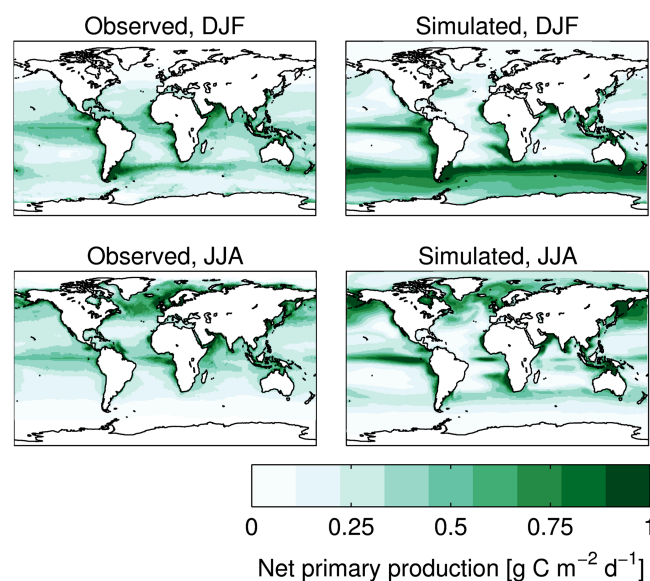 Observed, DJF
Simulated, DJF
Observed, JJA
Simulated, JJA
0 0.25 0.5 0.75 1
Net primary production [g C m⁻² d⁻¹]